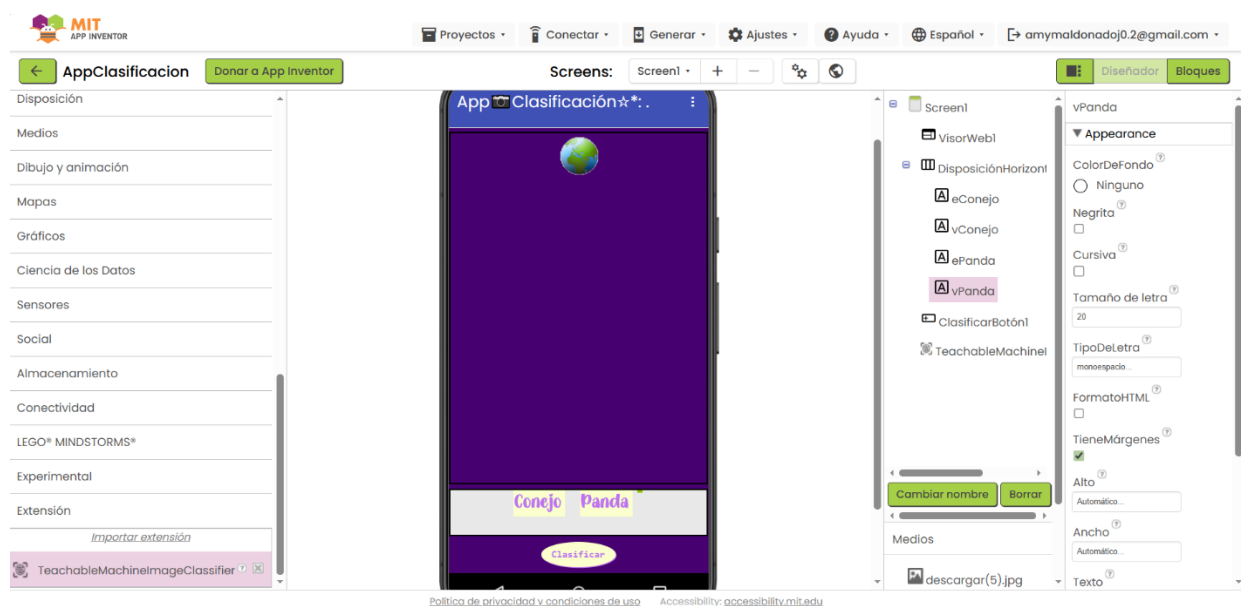 MIT
APP INVENTOR
Proyectos
Conectar
Generar
Ajustes
Ayuda
Español
amymaldonadoj0.2@gmail.com
AppClasificacion
Donar a App Inventor
Screens:
Screen1
+
Diseñador
Bloques
Disposición
Medios
Dibujo y animación
Mapas
Gráficos
Ciencia de los Datos
Sensores
Social
Almacenamiento
Conectividad
LEGO® MINDSTORMS®
Experimental
Extensión
Importar extensión
TeachableMachineImageClassifier
App📷Clasificación☆*:.
Conejo Panda
Clasificar
Screen1
VisorWeb1
DisposiciónHorizont
eConejo
vConejo
ePanda
vPanda
ClasificarBotón1
TeachableMachineI
Cambiar nombre
Borrar
Medios
descargar(5).jpg
vPanda
Appearance
ColorDeFondo
Ninguno
Negrita
Cursiva
Tamaño de letra
20
TipoDeLetra
monoespacio...
FormatoHTML
TieneMárgenes
Alto
Automático...
Ancho
Automático...
Texto
Política de privacidad y condiciones de uso
Accessibility: accessibility.mit.edu